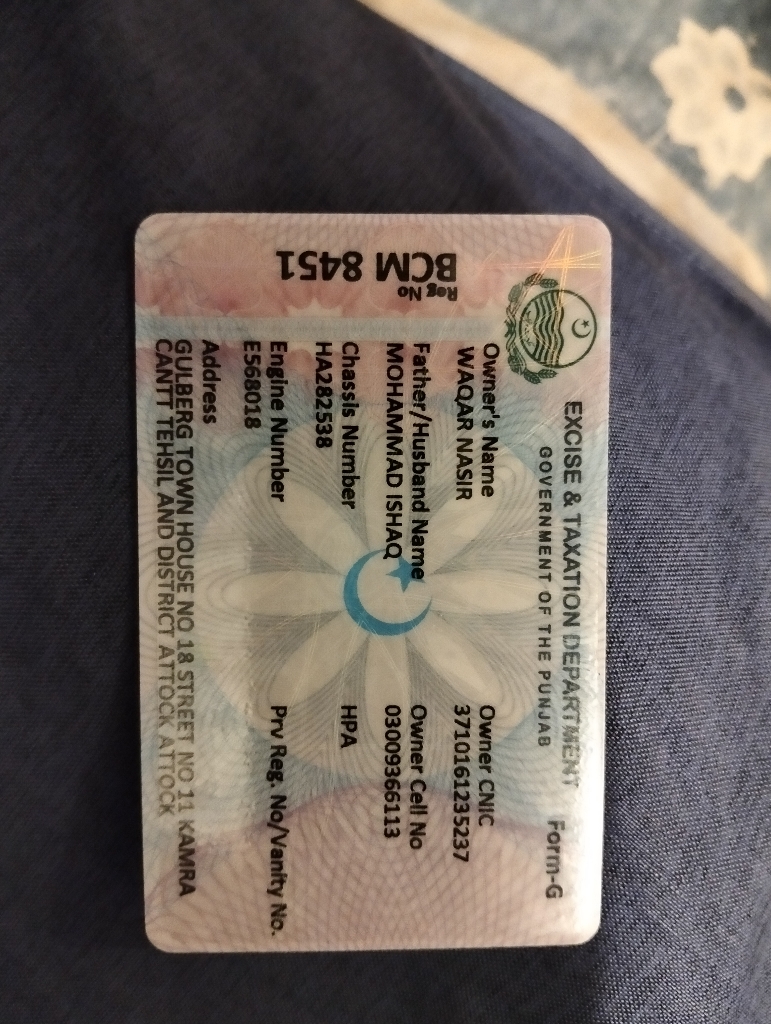 EXCISE & TAXATION DEPARTMENT
Form-G
GOVERNMENT OF THE PUNJAB
Reg No
BCM 8451
Owner's Name
WAQAR NASIR
Owner CNIC
3710161235237
Father/Husband Name
MOHAMMAD ISHAQ
Owner Cell No
03009366113
Chassis Number
HA282538
HPA
Engine Number
E568018
Prv Reg. No/Vanity No.
Address
GULBERG TOWN HOUSE NO 18 STREET NO 11 KAMRA
CANTT TEHSIL AND DISTRICT ATTOCK ATTOCK